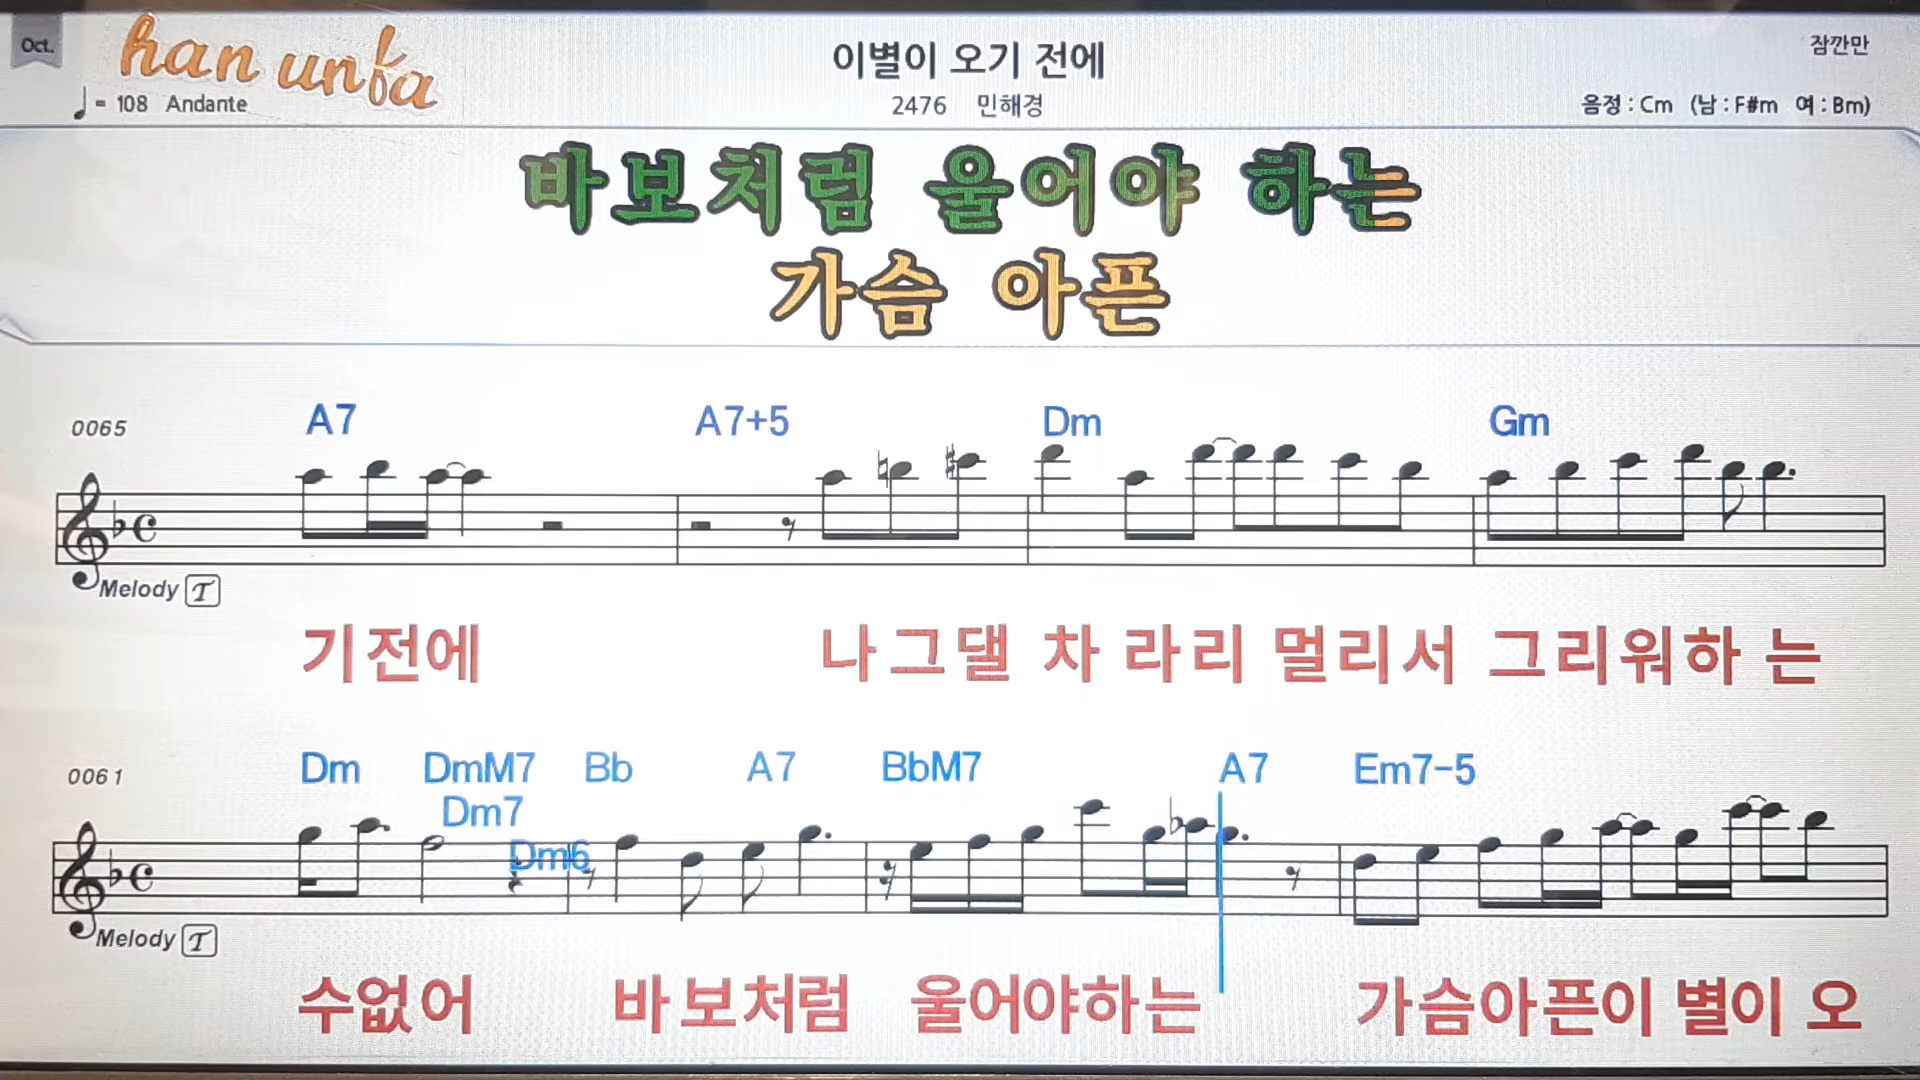 Oct.
han unfa
이별이 오기 전에
잠깐만
♩= 108 Andante
2476 민해경
음정 : Cm (남 : F#m 여 : Bm)
바보처럼 울어야 하는
가슴 아픈
0065 A7 A7+5 Dm Gm
Melody T
기전에 나그댈 차라리 멀리서 그리워하는
0061 Dm DmM7 Bb A7 BbM7 A7 Em7-5
Dm7
Dm6
Melody T
수없어 바보처럼 울어야하는 가슴아픈이별이오